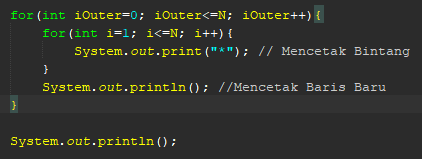 for(int iOuter=0; iOuter<=N; iOuter++){
for(int i=1; i<=N; i++){
System.out.print("*"); // Mencetak Bintang
}
System.out.println(); //Mencetak Baris Baru
}
System.out.println();